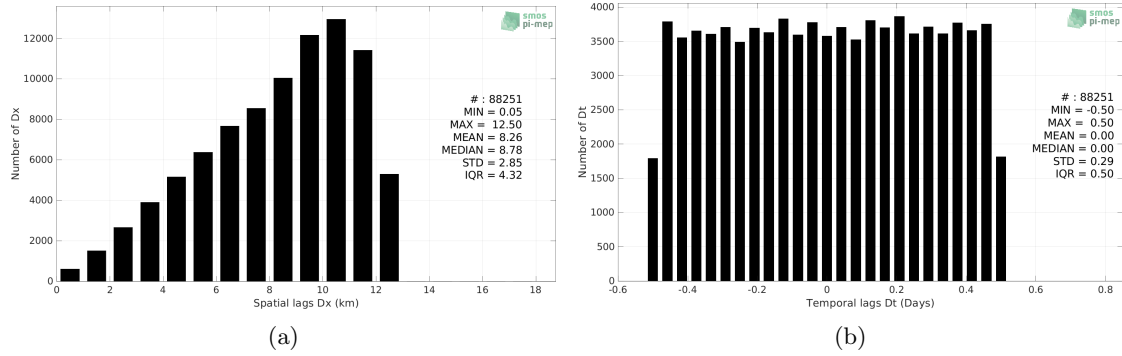 smos
pi-mep
12000
10000
8000
6000
4000
2000
0
Number of Dx
# : 88251
MIN = 0.05
MAX = 12.50
MEAN = 8.26
MEDIAN = 8.78
STD = 2.85
IQR = 4.32
0 2 4 6 8 10 12 14 16 18
Spatial lags Dx (km)
(a)
smos
pi-mep
4000
3500
3000
2500
2000
1500
1000
500
0
Number of Dt
# : 88251
MIN = -0.50
MAX = 0.50
MEAN = 0.00
MEDIAN = 0.00
STD = 0.29
IQR = 0.50
-0.6 -0.4 -0.2 0 0.2 0.4 0.6 0.8
Temporal lags Dt (Days)
(b)